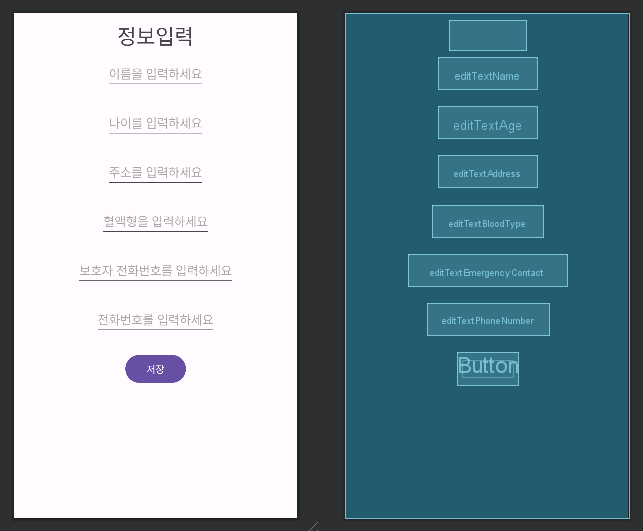 정보입력
이름을 입력하세요
나이를 입력하세요
주소를 입력하세요
혈액형을 입력하세요
보호자 전화번호를 입력하세요
전화번호를 입력하세요
저장
editTextName
editTextAge
editTextAddress
editTextBloodType
editTextEmergencyContact
editTextPhoneNumber
Button